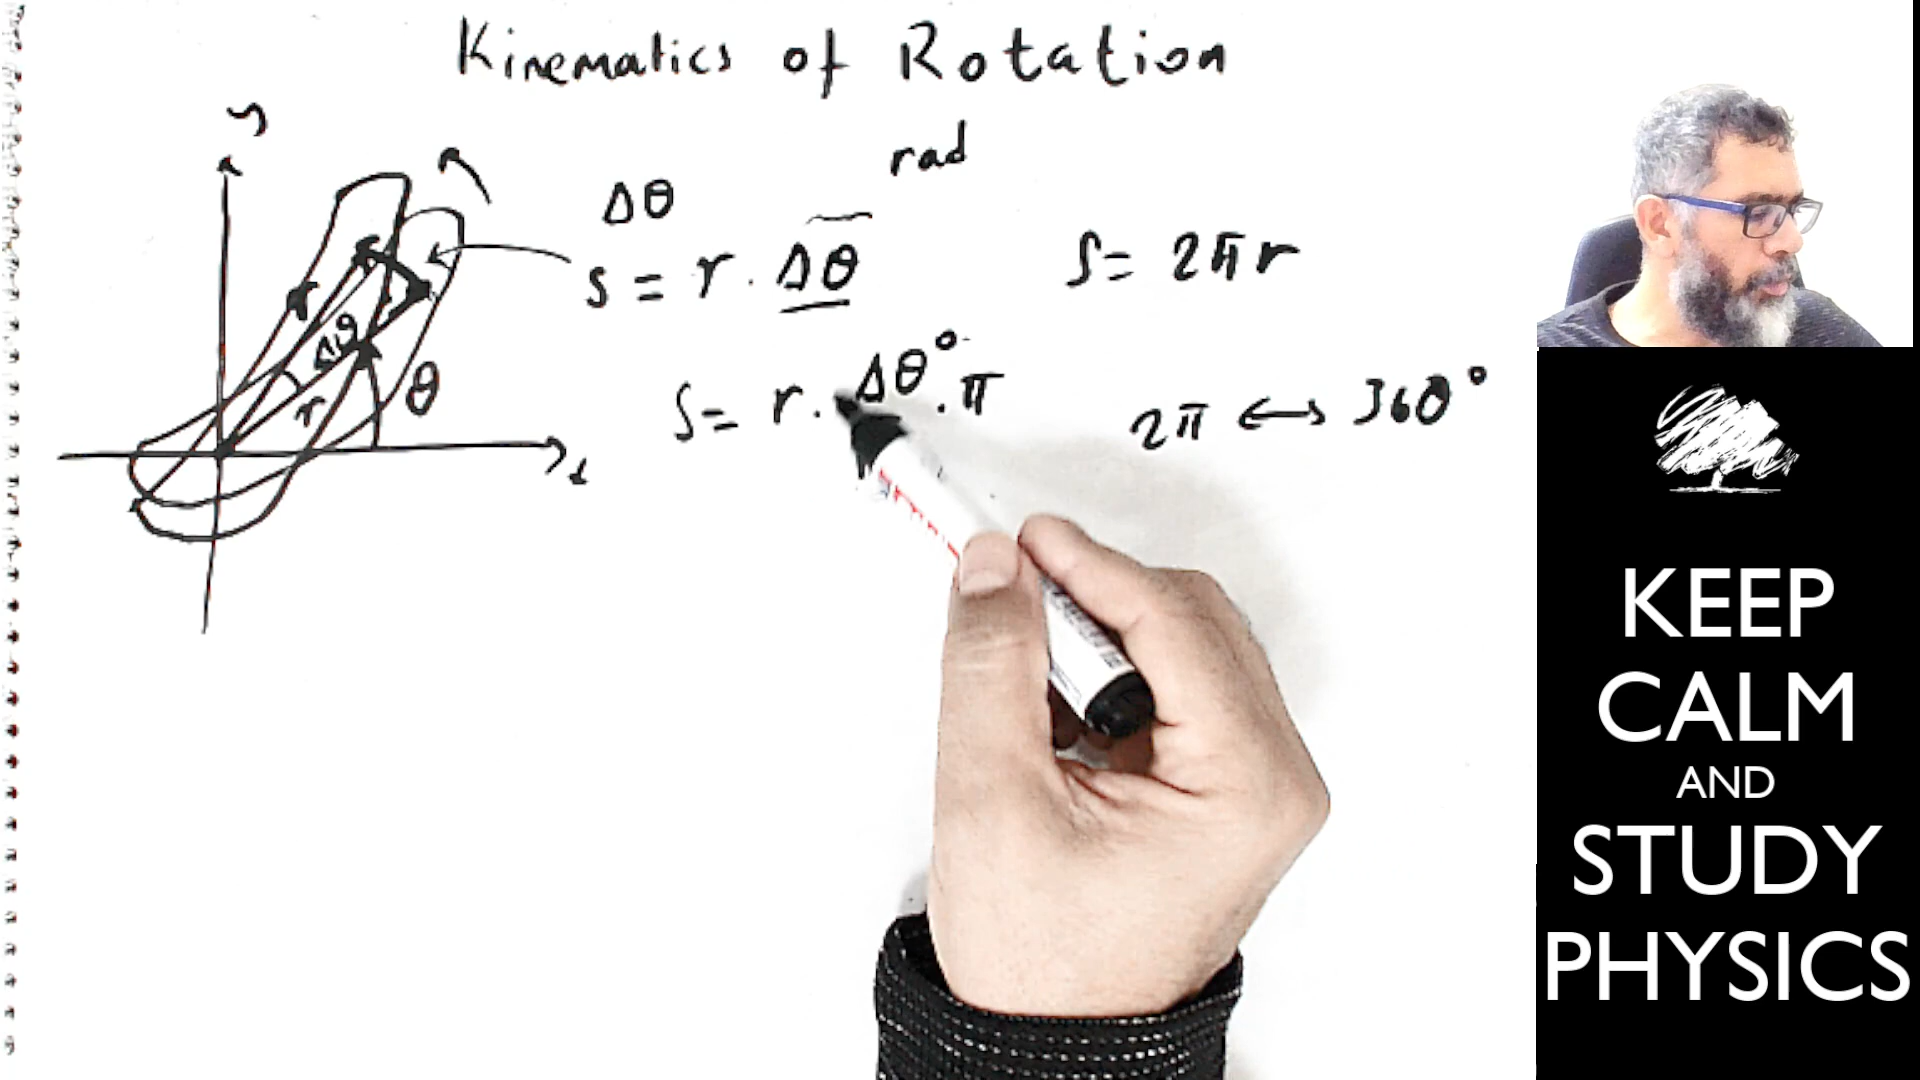 Kinematics of Rotation
y
rad
Δθ
s = r . Δθ
S = 2πr
Δθ
r
θ
S = r . Δθ° . π
2π ↔ 360°
KEEP
CALM
AND
STUDY
PHYSICS